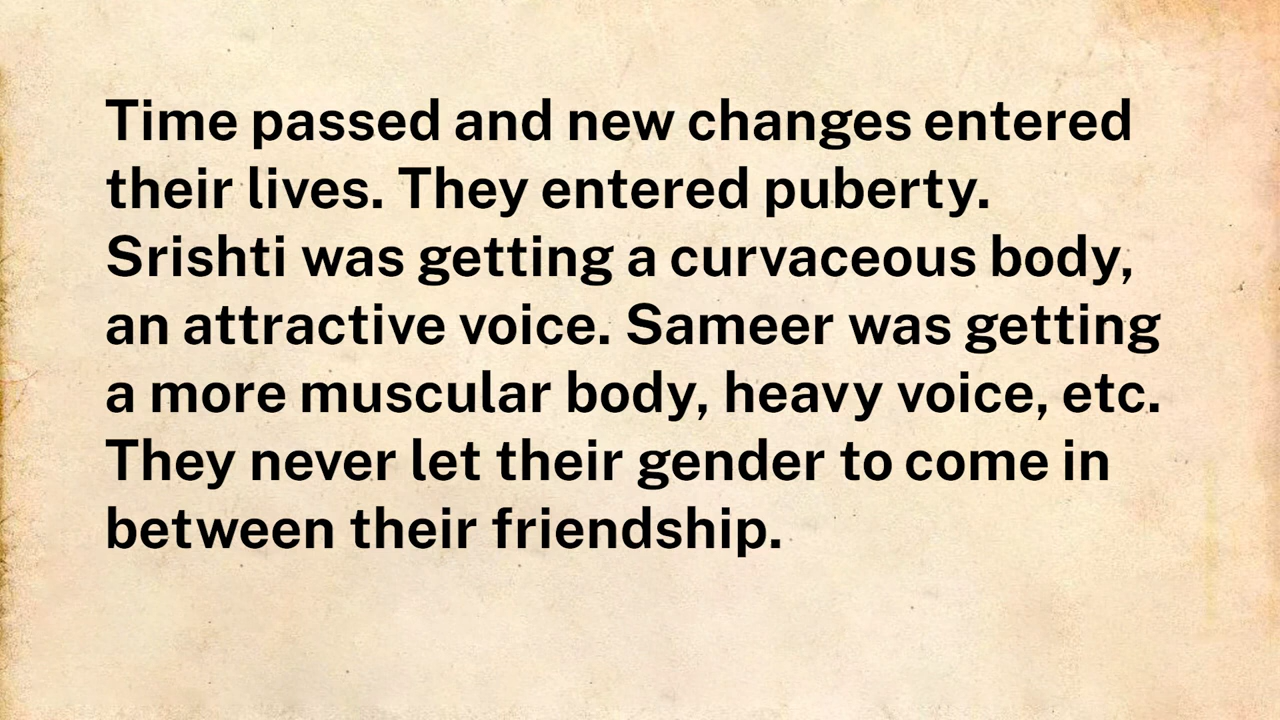 Time passed and new changes entered
their lives. They entered puberty.
Srishti was getting a curvaceous body,
an attractive voice. Sameer was getting
a more muscular body, heavy voice, etc.
They never let their gender to come in
between their friendship.